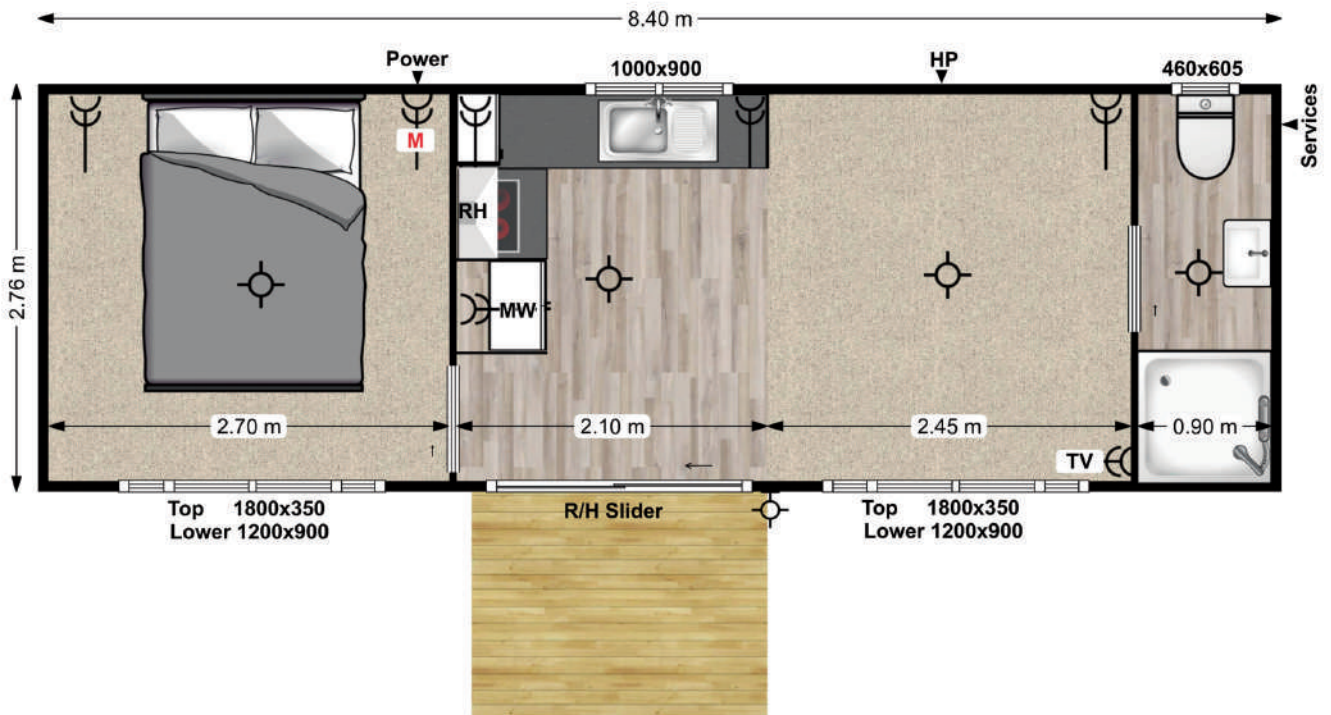 8.40 m
Power
1000x900
HP
460x605
Services
M
RH
2.76 m
MW
2.70 m
2.10 m
2.45 m
0.90 m
TV
Top 1800x350
Lower 1200x900
R/H Slider
Top 1800x350
Lower 1200x900